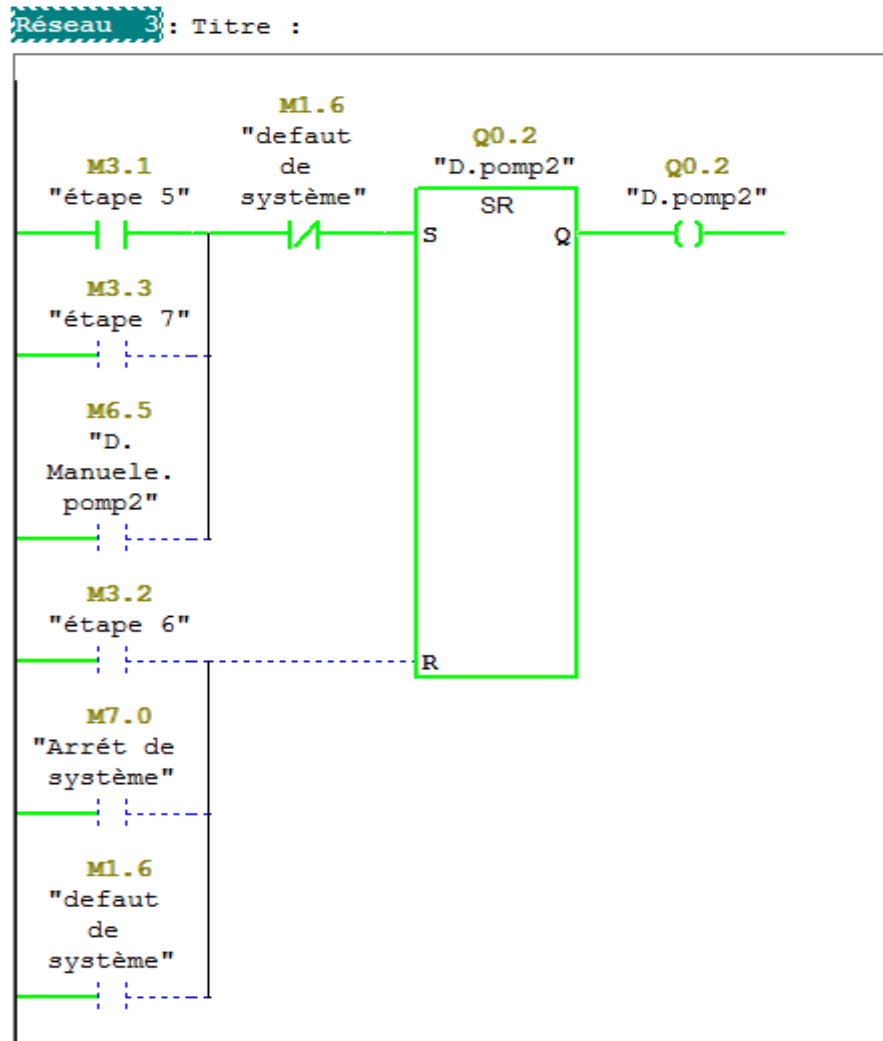 Réseau 3: Titre :
M1.6
"defaut
de
système"
Q0.2
"D.pomp2"
M3.1
"étape 5"
Q0.2
"D.pomp2"
SR
S
Q
M3.3
"étape 7"
M6.5
"D.
Manuele.
pomp2"
M3.2
"étape 6"
R
M7.0
"Arrét de
système"
M1.6
"defaut
de
système"